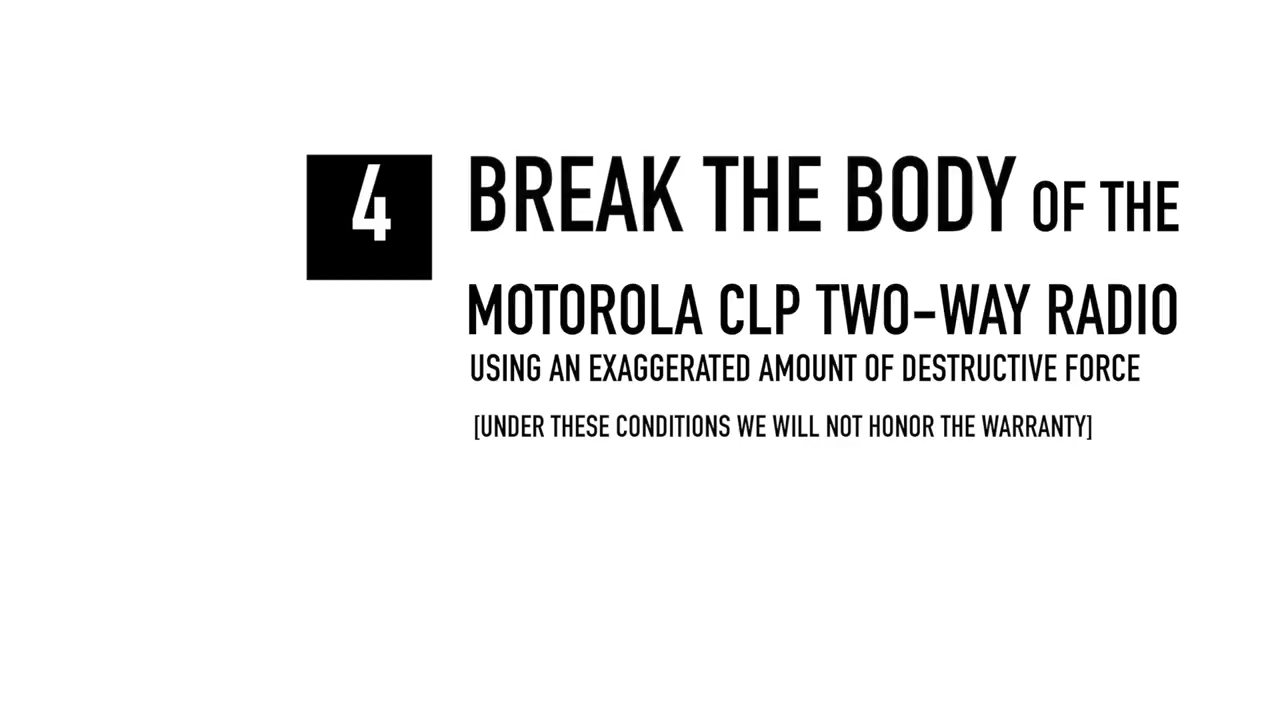 4
BREAK THE BODY OF THE
MOTOROLA CLP TWO-WAY RADIO
USING AN EXAGGERATED AMOUNT OF DESTRUCTIVE FORCE
[UNDER THESE CONDITIONS WE WILL NOT HONOR THE WARRANTY]